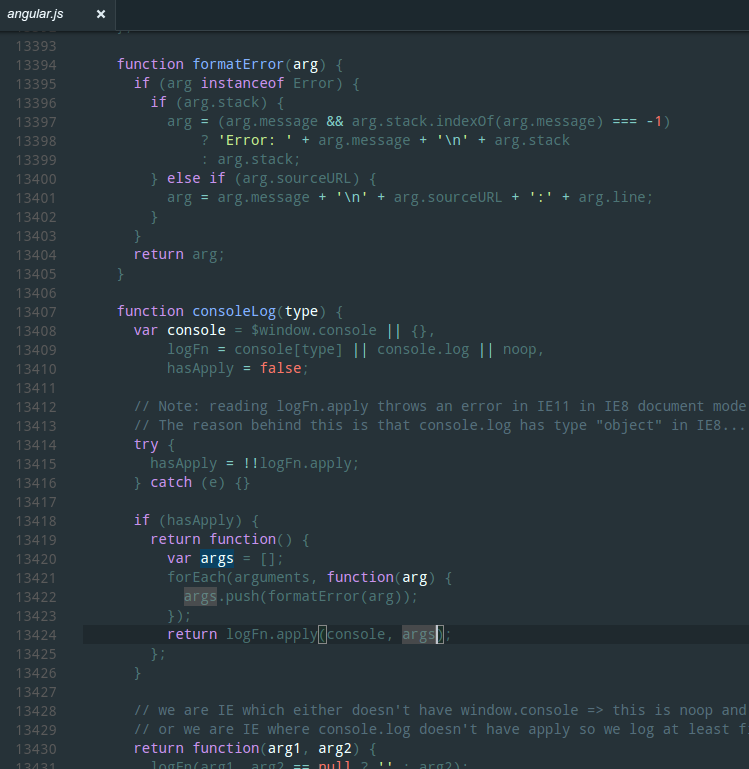 angular.js ×
13393
13394 function formatError(arg) {
13395 if (arg instanceof Error) {
13396 if (arg.stack) {
13397 arg = (arg.message && arg.stack.indexOf(arg.message) === -1)
13398 ? 'Error: ' + arg.message + '\n' + arg.stack
13399 : arg.stack;
13400 } else if (arg.sourceURL) {
13401 arg = arg.message + '\n' + arg.sourceURL + ':' + arg.line;
13402 }
13403 }
13404 return arg;
13405 }
13406
13407 function consoleLog(type) {
13408 var console = $window.console || {},
13409 logFn = console[type] || console.log || noop,
13410 hasApply = false;
13411
13412 // Note: reading logFn.apply throws an error in IE11 in IE8 document mode
13413 // The reason behind this is that console.log has type "object" in IE8...
13414 try {
13415 hasApply = !!logFn.apply;
13416 } catch (e) {}
13417
13418 if (hasApply) {
13419 return function() {
13420 var args = [];
13421 forEach(arguments, function(arg) {
13422 args.push(formatError(arg));
13423 });
13424 return logFn.apply(console, args);
13425 };
13426 }
13427
13428 // we are IE which either doesn't have window.console => this is noop and
13429 // or we are IE where console.log doesn't have apply so we log at least
13430 return function(arg1, arg2) {
13431 logFn(arg1, arg2 == null ? '' : arg2);